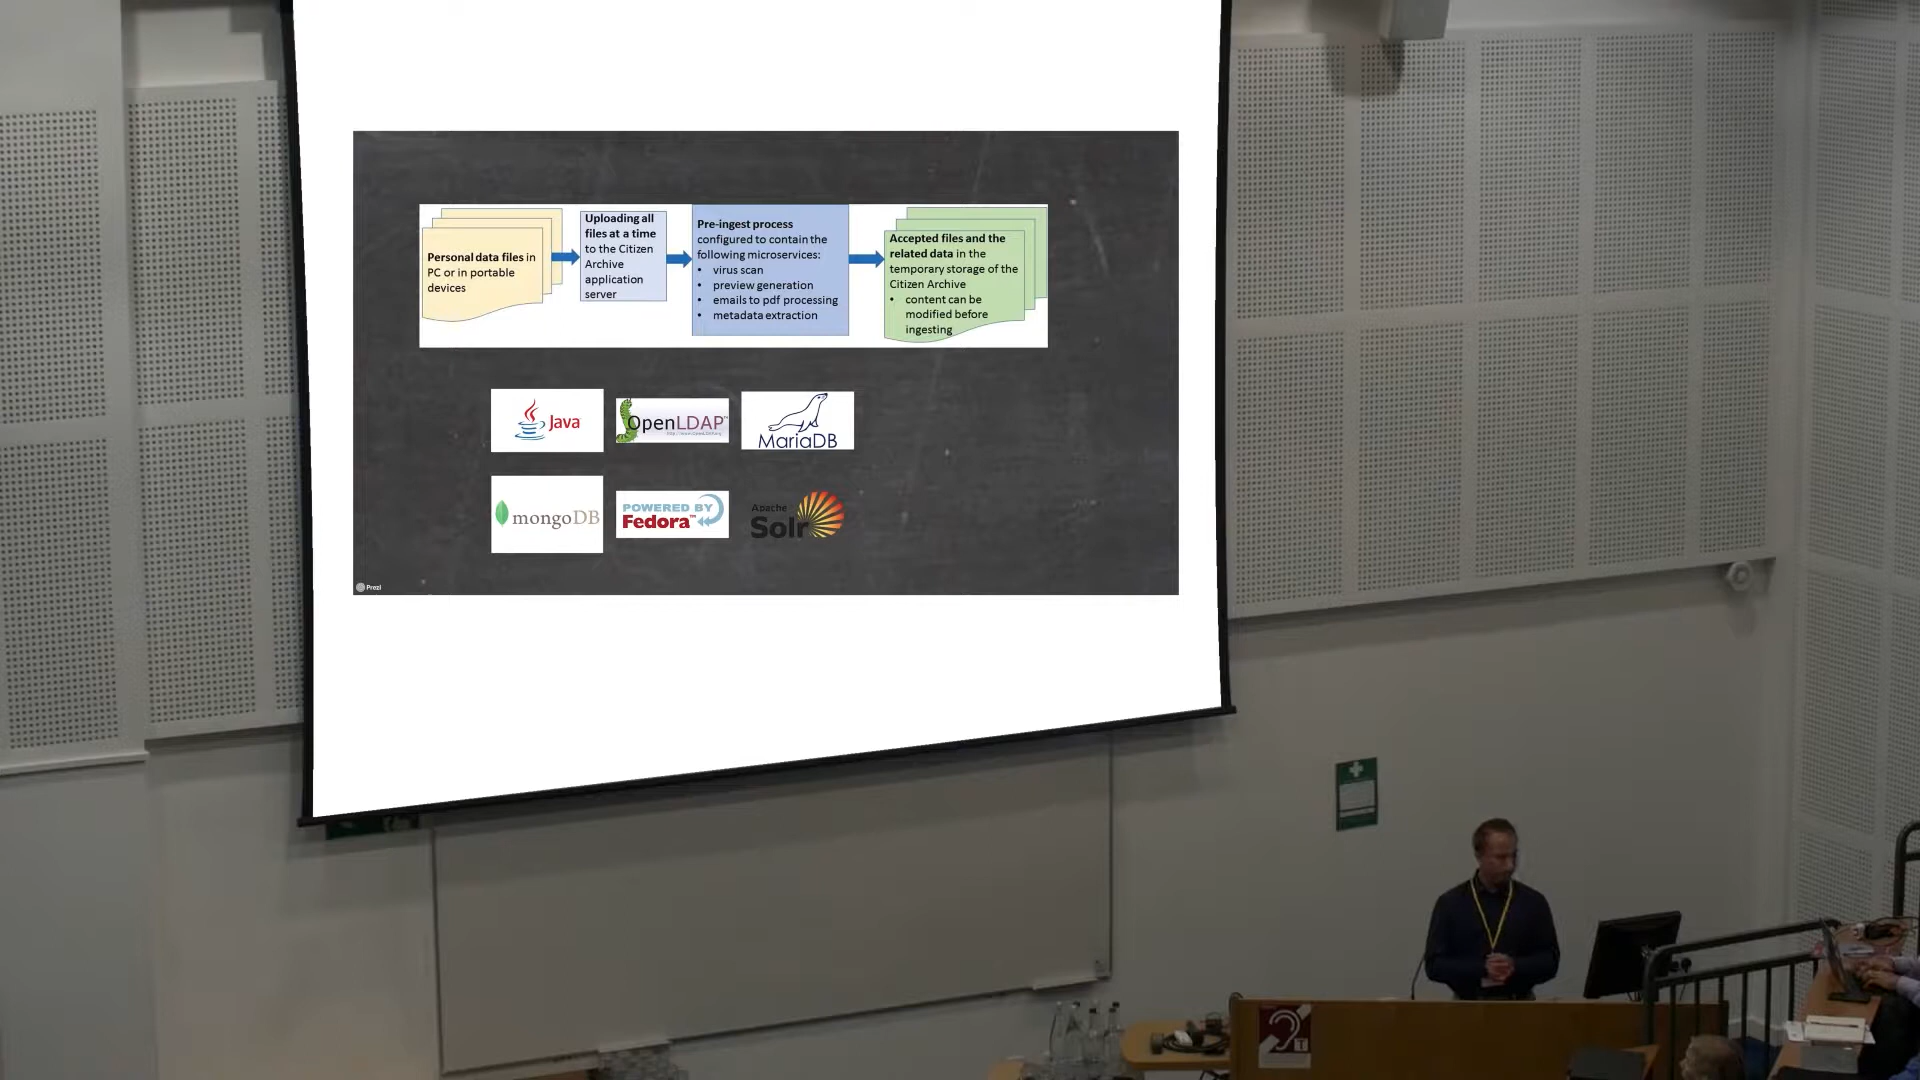 Personal data files in
PC or in portable
devices
Uploading all
files at a time
to the Citizen
Archive
application
server
Pre-ingest process
configured to contain the
following microservices:
• virus scan
• preview generation
• emails to pdf processing
• metadata extraction
Accepted files and the
related data in the
temporary storage of the
Citizen Archive
• content can be
modified before
ingesting
Java
OpenLDAP™
MariaDB
mongoDB
POWERED BY
Fedora™
Apache
Solr
Prezi
T